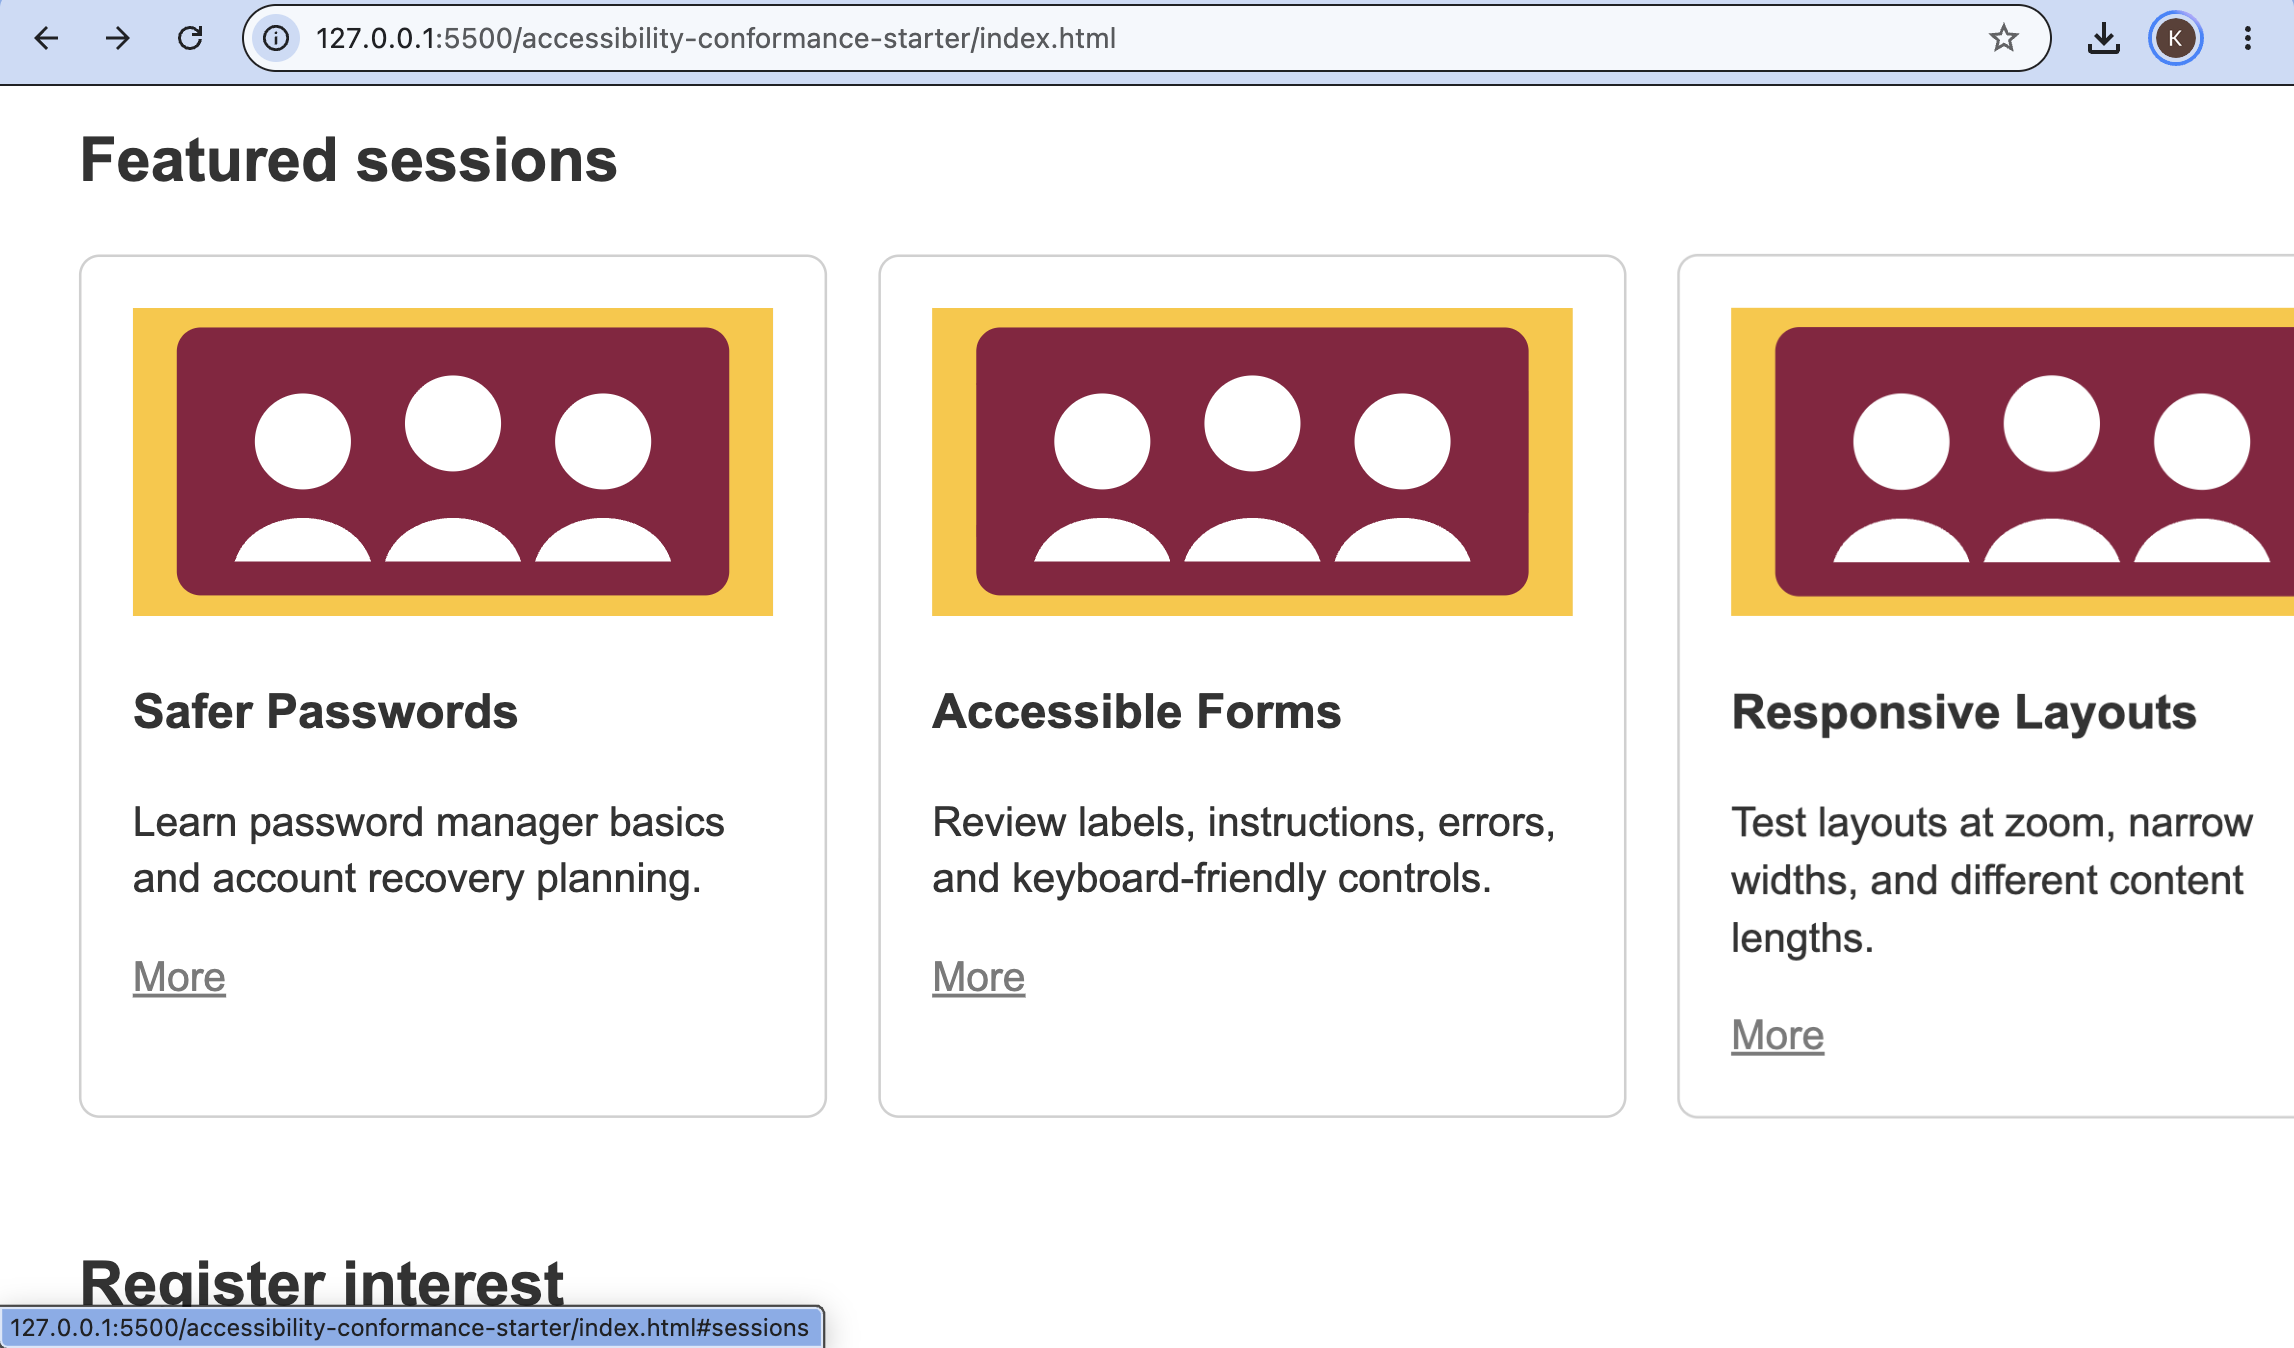 127.0.0.1:5500/accessibility-conformance-starter/index.html
K
Featured sessions
Safer Passwords
Learn password manager basics
and account recovery planning.
More
Accessible Forms
Review labels, instructions, errors,
and keyboard-friendly controls.
More
Responsive Layouts
Test layouts at zoom, narrow
widths, and different content
lengths.
More
Register interest
127.0.0.1:5500/accessibility-conformance-starter/index.html#sessions